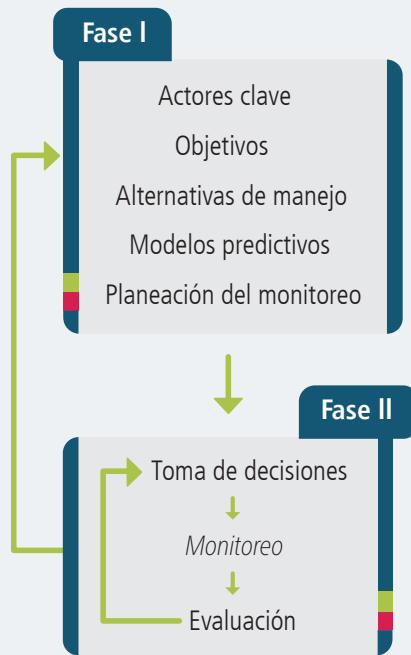 Fase I
Actores clave
Objetivos
Alternativas de manejo
Modelos predictivos
Planeación del monitoreo
Fase II
Toma de decisiones
Monitoreo
Evaluación